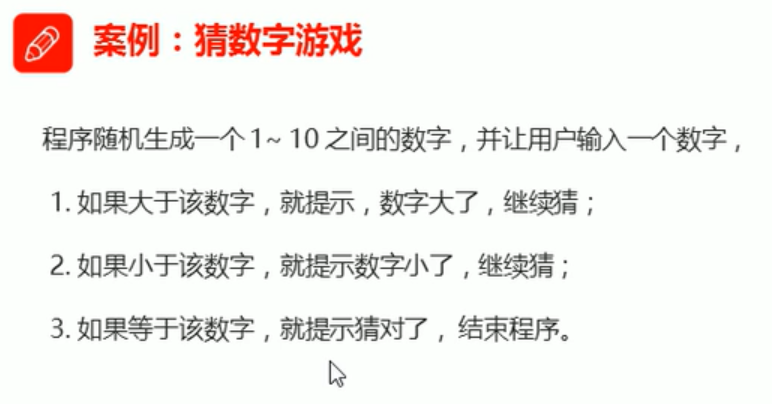 案例：猜数字游戏
程序随机生成一个 1~ 10 之间的数字，并让用户输入一个数字，
1. 如果大于该数字，就提示，数字大了，继续猜；
2. 如果小于该数字，就提示数字小了，继续猜；
3. 如果等于该数字，就提示猜对了， 结束程序。